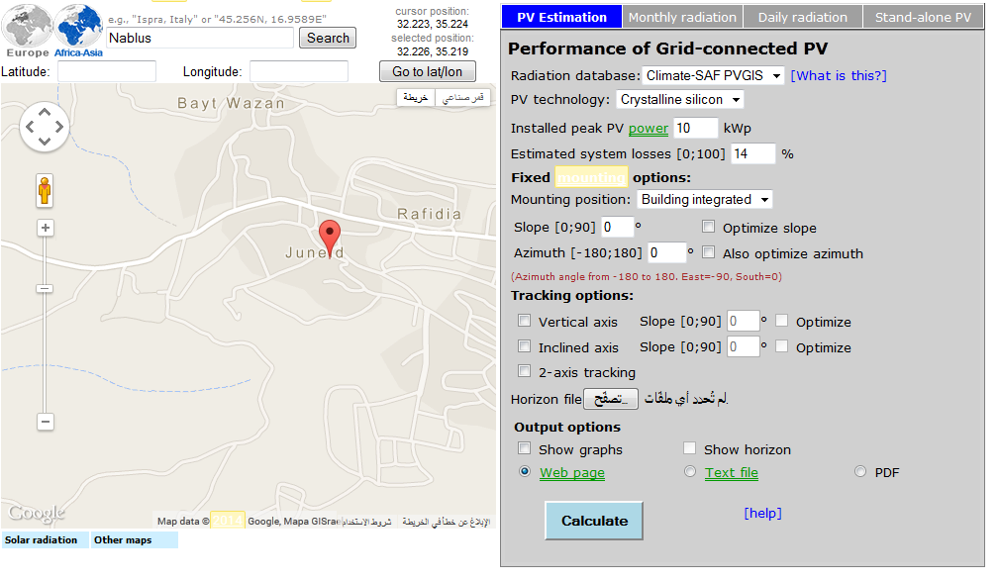 e.g., "Ispra, Italy" or "45.256N, 16.9589E"
cursor position:
32.223, 35.224
Nablus
Search
selected position:
32.226, 35.219
Europe
Africa-Asia
Latitude:
Longitude:
Go to lat/lon
خريطة
قمر صناعي
Bayt Wazan
Rafidia
Juneid
Google
Map data © 2014 Google, Mapa GISrael
شروط الاستخدام
الإبلاغ عن خطأ في الخريطة
Solar radiation
Other maps
PV Estimation
Monthly radiation
Daily radiation
Stand-alone PV
Performance of Grid-connected PV
Radiation database: Climate-SAF PVGIS [What is this?]
PV technology: Crystalline silicon
Installed peak PV power 10 kWp
Estimated system losses [0;100] 14 %
Fixed mounting options:
Mounting position: Building integrated
Slope [0;90] 0 º Optimize slope
Azimuth [-180;180] 0 º Also optimize azimuth
(Azimuth angle from -180 to 180. East=-90, South=0)
Tracking options:
Vertical axis Slope [0;90] 0 º Optimize
Inclined axis Slope [0;90] 0 º Optimize
2-axis tracking
Horizon file تصفّح_ لم تُحدد أي ملفّات.
Output options
Show graphs Show horizon
Web page Text file PDF
Calculate [help]